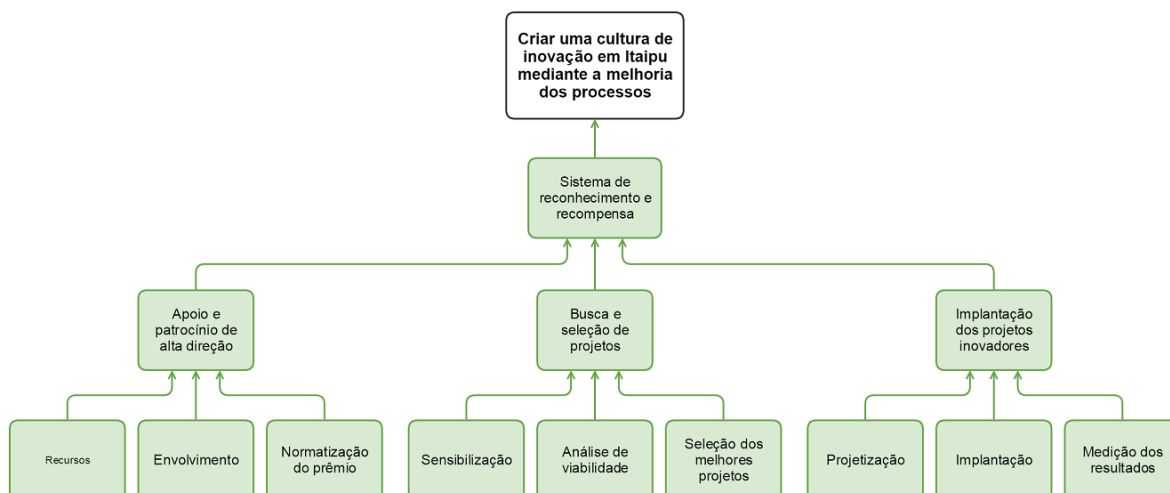 Criar uma cultura de
inovação em Itaipu
mediante a melhoria
dos processos
Sistema de
reconhecimento e
recompensa
Apoio e
patrocínio de
alta direção
Busca e
seleção de
projetos
Implantação
dos projetos
inovadores
Recursos
Envolvimento
Normatização
do prêmio
Sensibilização
Análise de
viabilidade
Seleção dos
melhores
projetos
Projetização
Implantação
Medição dos
resultados